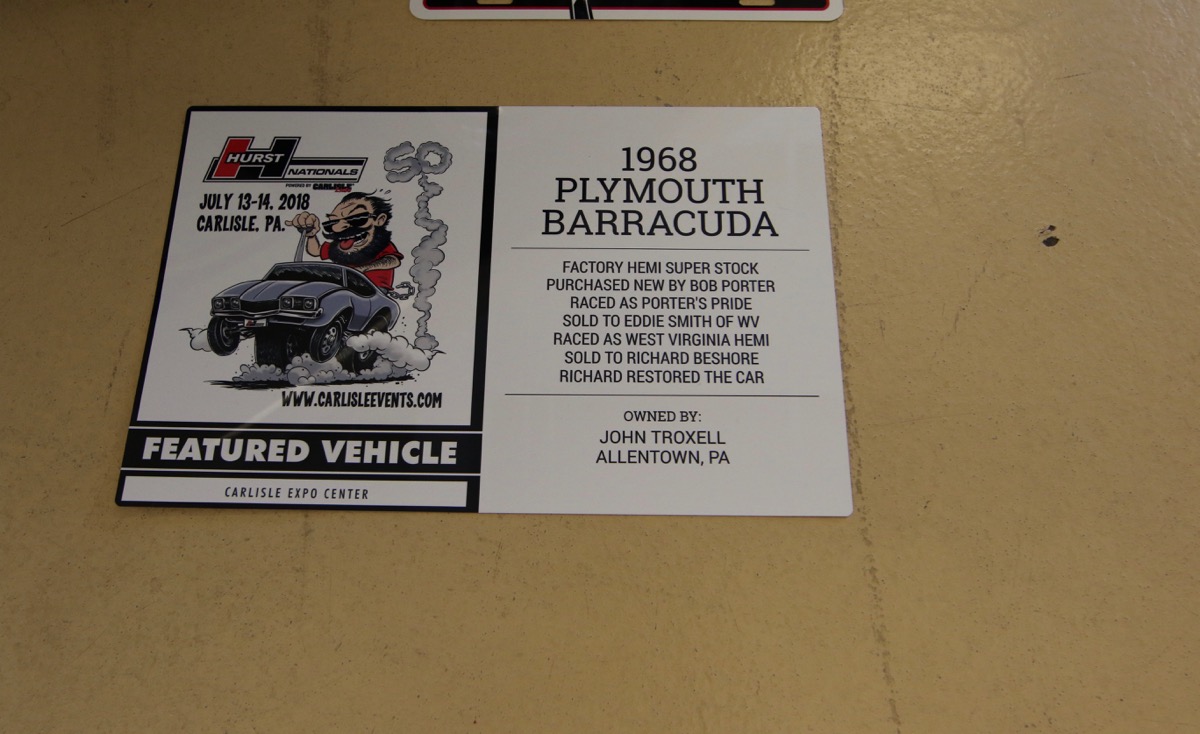 HURST
NATIONALS
POWERED BY CARLISLE
50
JULY 13-14, 2018
CARLISLE, PA.
WWW.CARLISLEEVENTS.COM
FEATURED VEHICLE
CARLISLE EXPO CENTER
1968
PLYMOUTH
BARRACUDA
FACTORY HEMI SUPER STOCK
PURCHASED NEW BY BOB PORTER
RACED AS PORTER'S PRIDE
SOLD TO EDDIE SMITH OF WV
RACED AS WEST VIRGINIA HEMI
SOLD TO RICHARD BESHORE
RICHARD RESTORED THE CAR
OWNED BY:
JOHN TROXELL
ALLENTOWN, PA